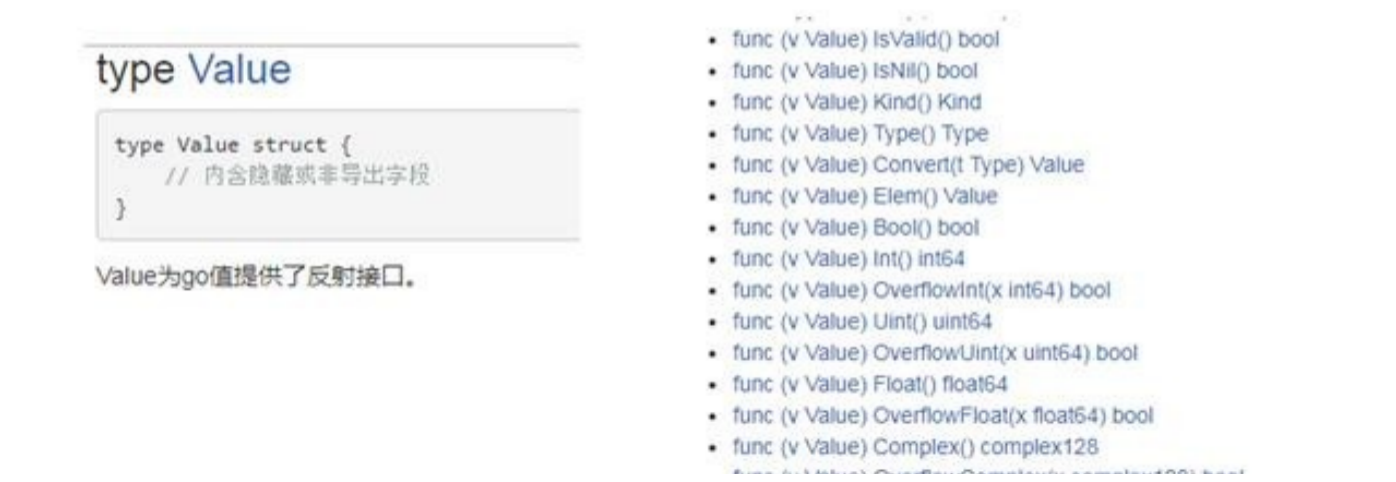 type Value
type Value struct {
// 内含隐藏或非导出字段
}
Value为go值提供了反射接口。
• func (v Value) IsValid() bool
• func (v Value) IsNil() bool
• func (v Value) Kind() Kind
• func (v Value) Type() Type
• func (v Value) Convert(t Type) Value
• func (v Value) Elem() Value
• func (v Value) Bool() bool
• func (v Value) Int() int64
• func (v Value) OverflowInt(x int64) bool
• func (v Value) Uint() uint64
• func (v Value) OverflowUint(x uint64) bool
• func (v Value) Float() float64
• func (v Value) OverflowFloat(x float64) bool
• func (v Value) Complex() complex128